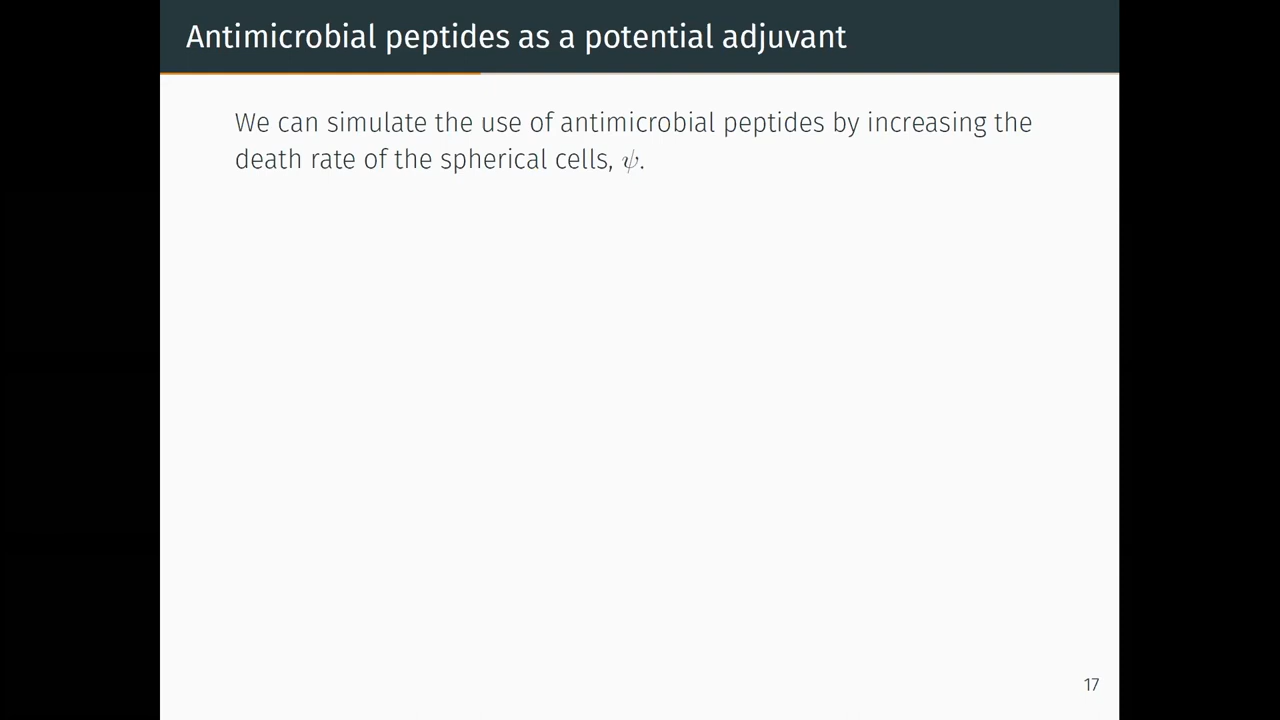 Antimicrobial peptides as a potential adjuvant
We can simulate the use of antimicrobial peptides by increasing the
death rate of the spherical cells, ψ.
17